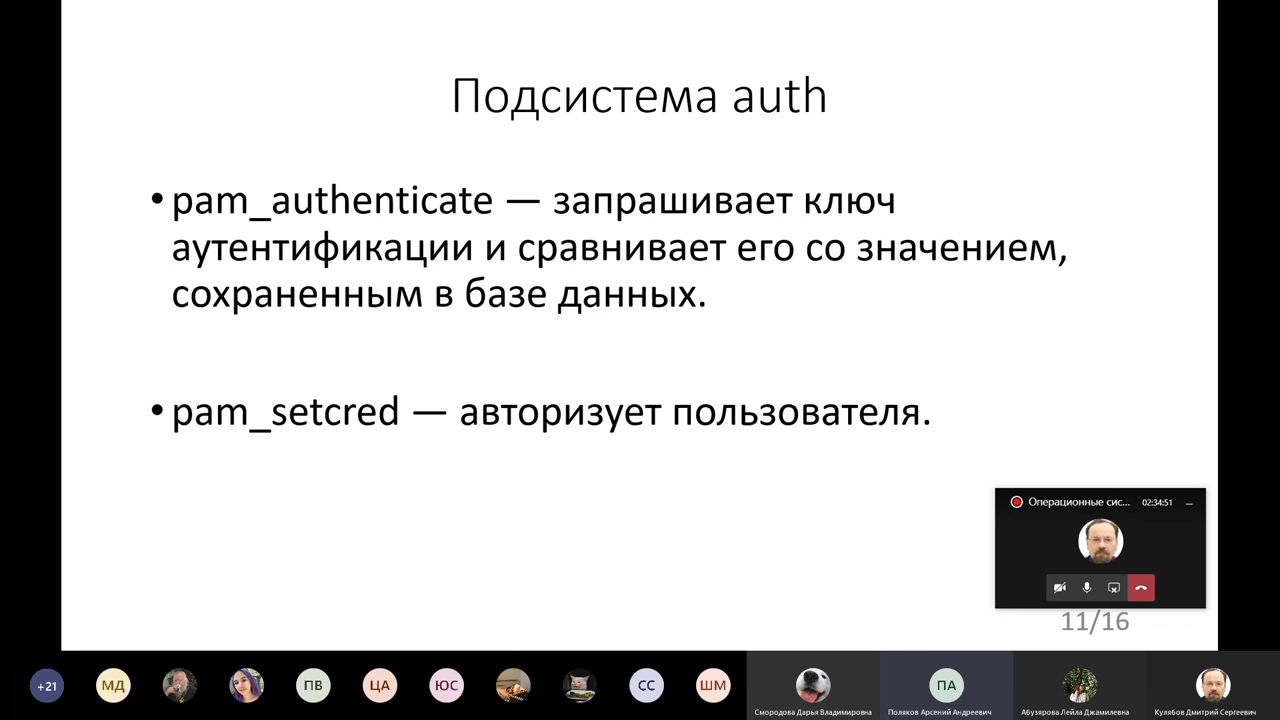 Подсистема auth
• pam_authenticate — запрашивает ключ
аутентификации и сравнивает его со значением,
сохраненным в базе данных.
• pam_setcred — авторизует пользователя.
Операционные сис... 02:34:51
11/16
+21 МД ПВ ЦА ЮС СС ШМ ПА
Смородова Дарья Владимировна Поляков Арсений Андреевич Абузярова Лейла Джамилевна Кулябов Дмитрий Сергеевич